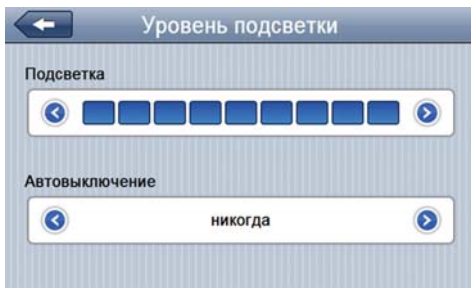 Уровень подсветки
Подсветка
Автовыключение
никогда